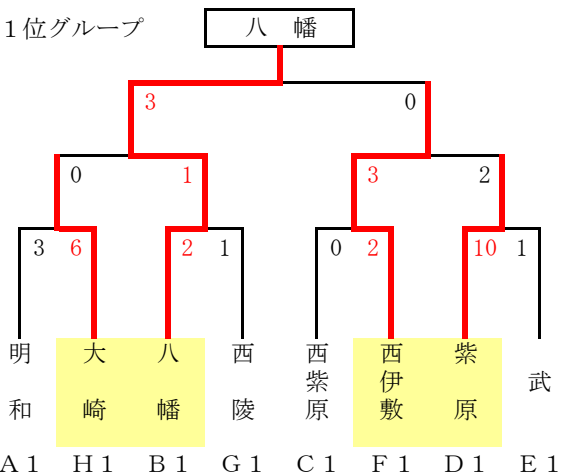 1位グループ
八 幡
3 0
0 1 3 2
3 6 2 1 0 2 10 1
明和 大崎 八幡 西陵 西紫原 西伊敷 紫原 武
A1 H1 B1 G1 C1 F1 D1 E1